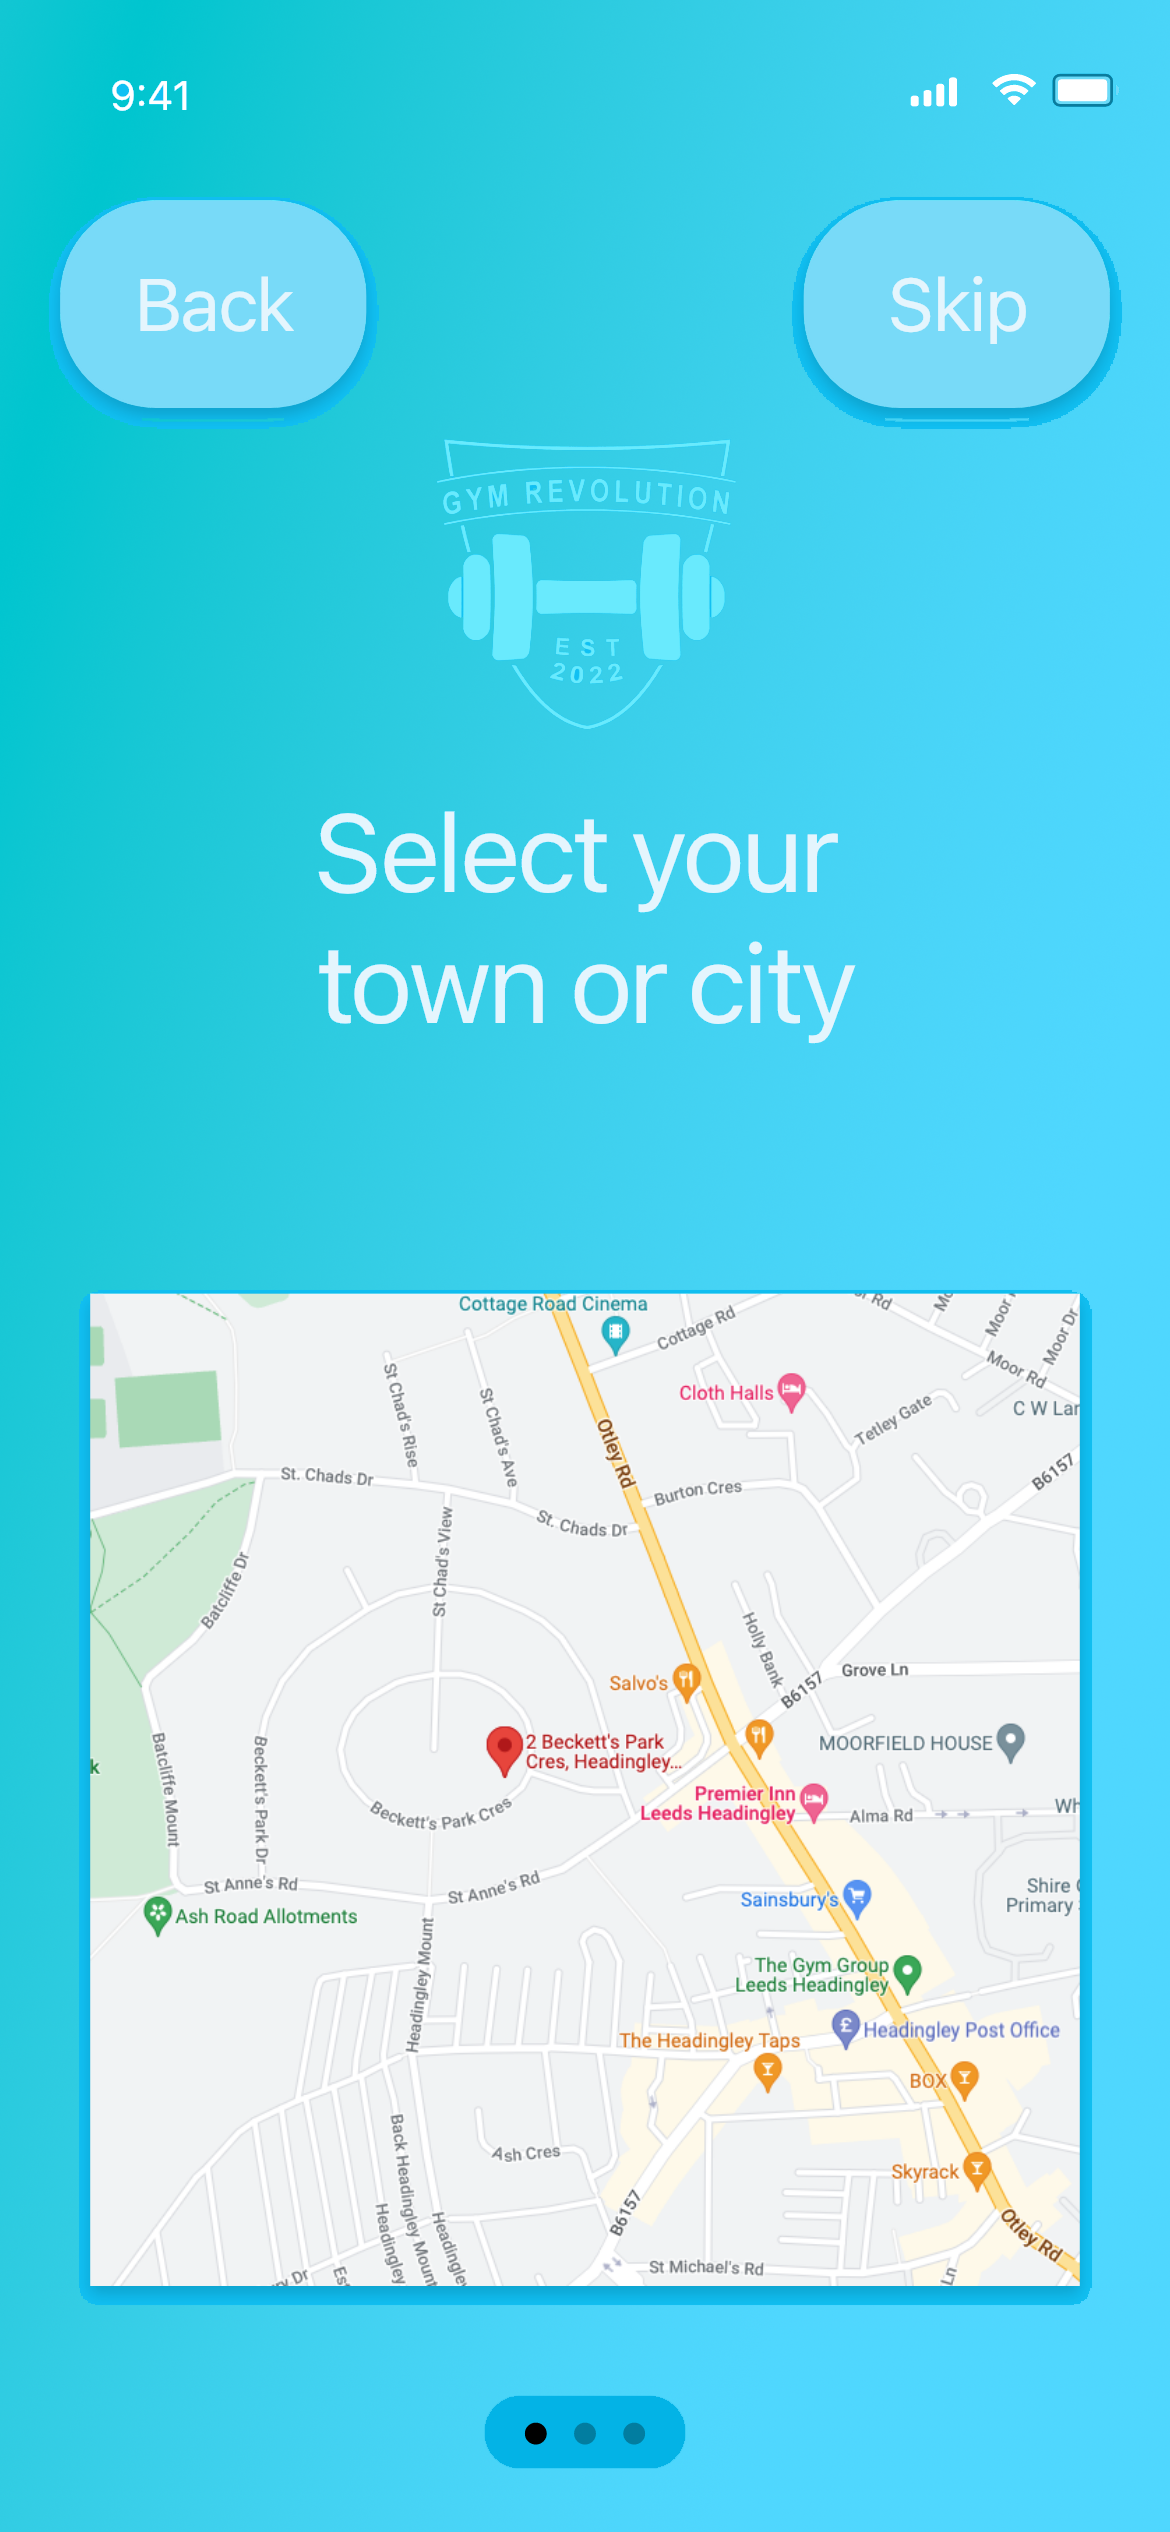 9:41
Back
Skip
GYM REVOLUTION
EST
2022
Select your
town or city
Cottage Road Cinema
Cottage Rd
Moor Rd
Moor Dr
Cloth Halls
Tetley Gate
C W Lar
St Chad's Rise
St Chad's Ave
Otley Rd
St. Chads Dr
Burton Cres
B6157
St. Chads Dr
St Chad's View
Batcliffe Dr
Holly Bank
Salvo's
B6157
Grove Ln
2 Beckett's Park
Cres, Headingley...
MOORFIELD HOUSE
k
Batcliffe Mount
Beckett's Park Dr
Beckett's Park Cres
Premier Inn
Leeds Headingley
Alma Rd
Wh
St Anne's Rd
St Anne's Rd
Sainsbury's
Shire
Primary
Ash Road Allotments
Headingley Mount
The Gym Group
Leeds Headingley
The Headingley Taps
Headingley Post Office
BOX
Back Headingley Mount
Ash Cres
Skyrack
Headingley
Headingley
B6157
Otley Rd
St Michael's Rd
Ln
ry Dr